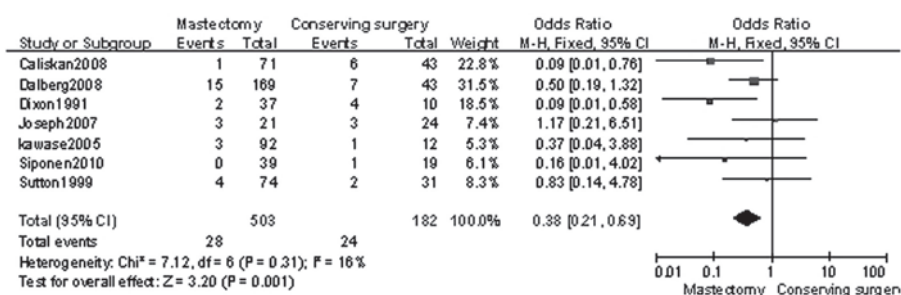 Mastectomy Conserving surgery Odds Ratio Odds Ratio
Study or Subgroup Events Total Events Total Weight M-H, Fixed, 95% CI M-H, Fixed, 95% CI
Caliskan2008 1 71 6 43 22.8% 0.09 [0.01, 0.76]
Dalberg2008 15 169 7 43 31.5% 0.50 [0.19, 1.32]
Dixon1991 2 37 4 10 18.5% 0.09 [0.01, 0.58]
Joseph2007 3 21 3 24 7.4% 1.17 [0.21, 6.51]
kawase2005 3 92 1 12 5.3% 0.37 [0.04, 3.88]
Siponen2010 0 39 1 19 6.1% 0.16 [0.01, 4.02]
Sutton1999 4 74 2 31 8.3% 0.83 [0.14, 4.78]
Total (95% CI) 503 182 100.0% 0.38 [0.21, 0.69]
Total events 28 24
Heterogeneity: Chi² = 7.12, df = 6 (P = 0.31); I² = 16%
Test for overall effect: Z = 3.20 (P = 0.001)
0.01 0.1 1 10 100
Mastectomy Conserving surgery